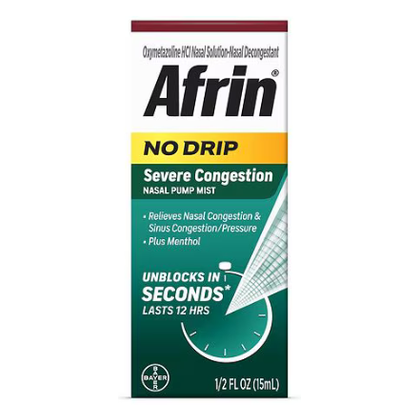 Oxymetazoline HCl Nasal Solution-Nasal Decongestant
Afrin®
NO DRIP
Severe Congestion
NASAL PUMP MIST
• Relieves Nasal Congestion &
Sinus Congestion/Pressure
• Plus Menthol
UNBLOCKS IN
SECONDS*
LASTS 12 HRS
BAYER
BAYER
1/2 FL OZ (15mL)